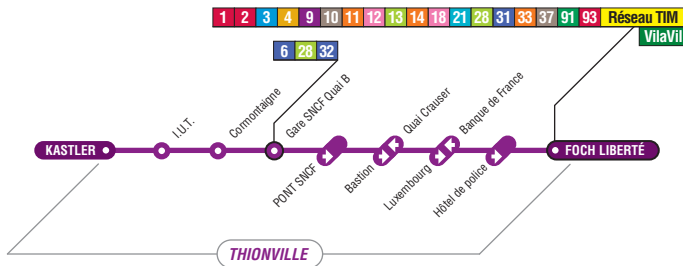 1 2 3 4 9 10 11 12 13 14 18 21 28 31 33 37 91 93 Réseau TIM
VilaVil
6 28 32
I.U.T.
Cormontaigne
Gare SNCF Quai B
Quai Crauser
Banque de France
KASTLER
FOCH LIBERTÉ
PONT SNCF
Bastion
Luxembourg
Hôtel de police
THIONVILLE